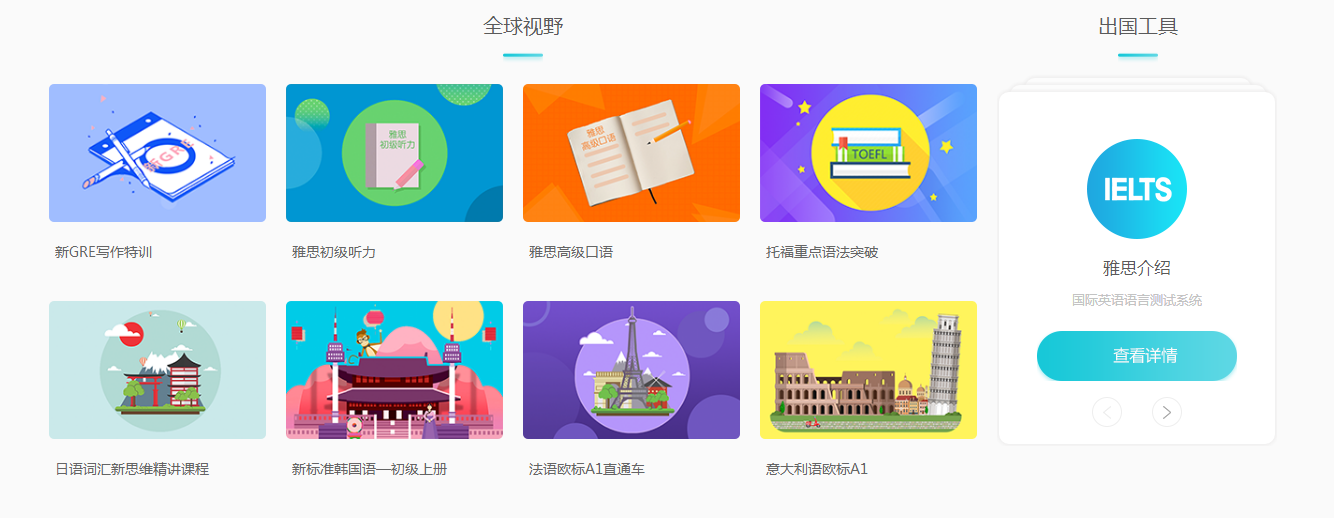 全球视野
出国工具
新GRE
雅思
初级听力
雅思
高级口语
TOEFL
新GRE写作特训
雅思初级听力
雅思高级口语
托福重点语法突破
日语词汇新思维精讲课程
新标准韩国语—初级上册
法语欧标A1直通车
意大利语欧标A1
IELTS
雅思介绍
国际英语语言测试系统
查看详情